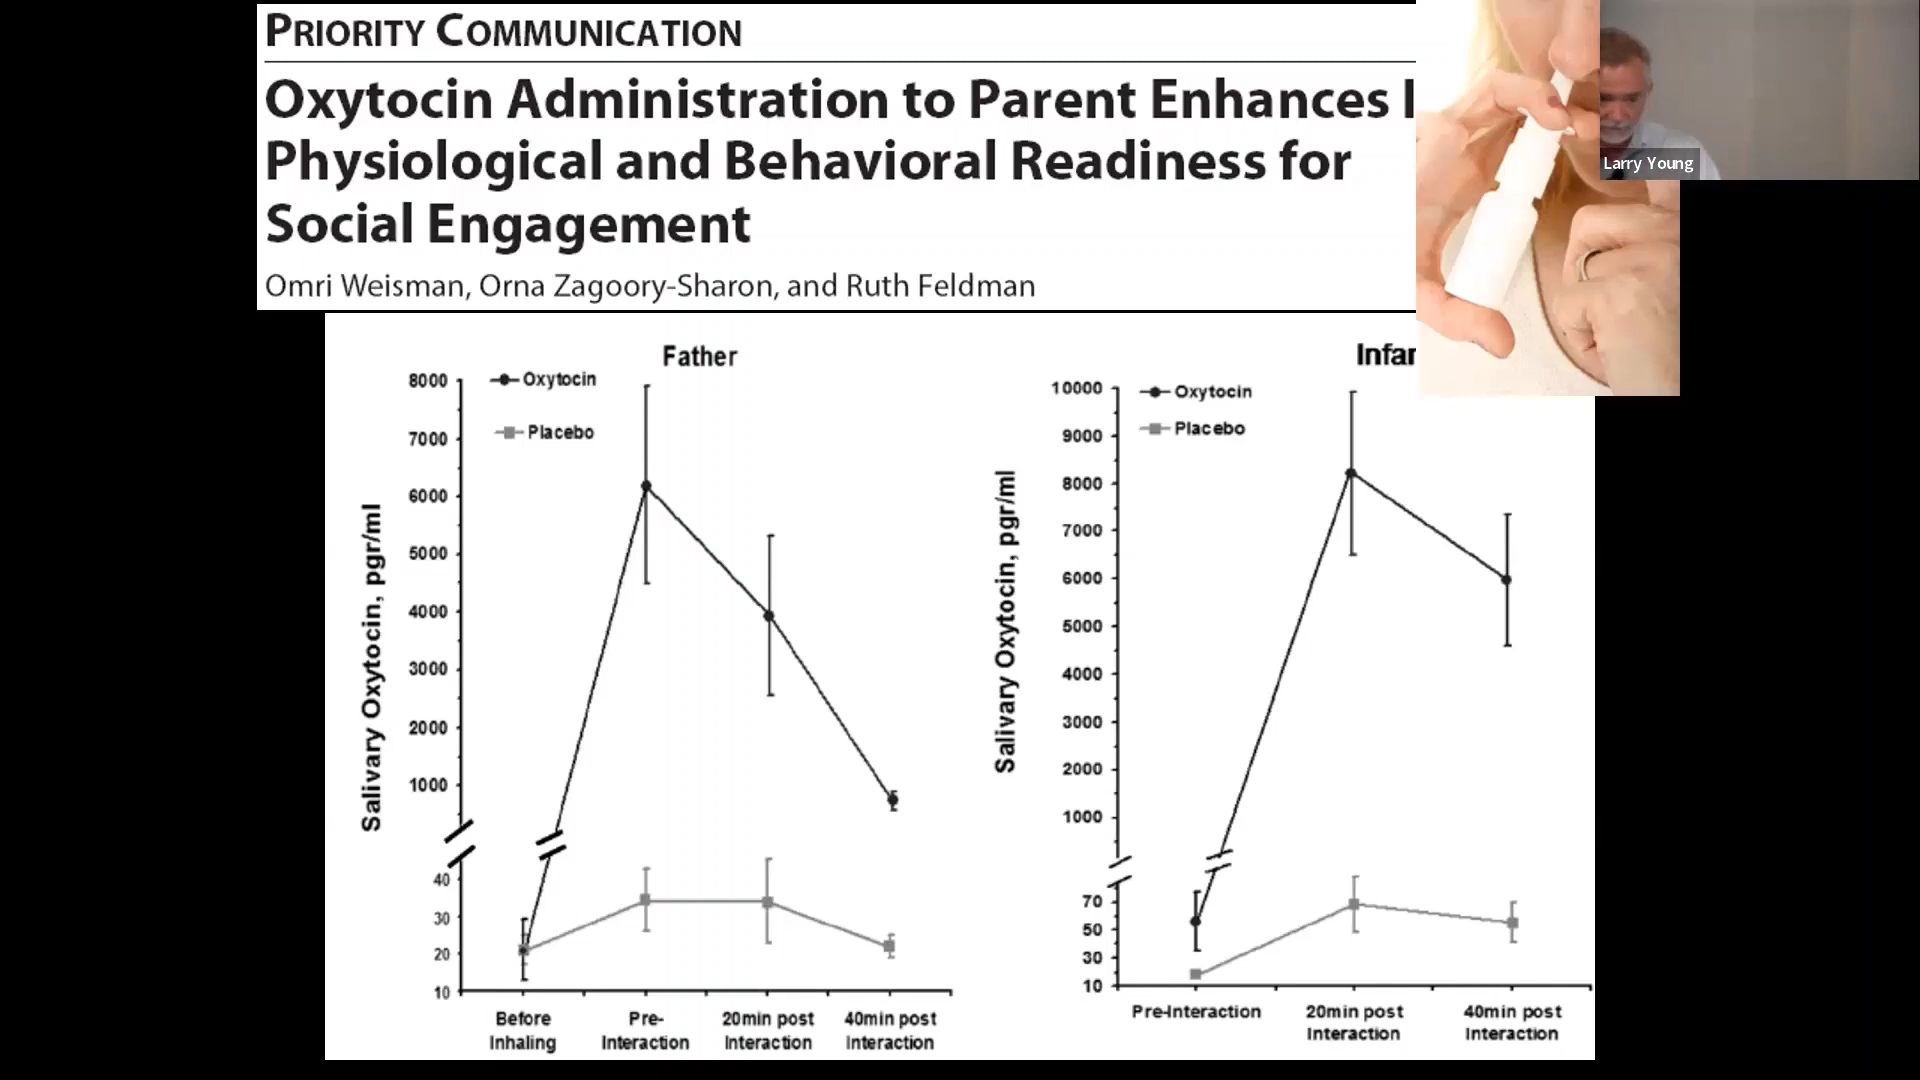 PRIORITY COMMUNICATION
Oxytocin Administration to Parent Enhances
Physiological and Behavioral Readiness for
Social Engagement
Omri Weisman, Orna Zagoory-Sharon, and Ruth Feldman
Larry Young
Father
Oxytocin
Placebo
Salivary Oxytocin, pgr/ml
8000
7000
6000
5000
4000
3000
2000
1000
40
30
20
10
Before Inhaling
Pre-Interaction
20min post Interaction
40min post Interaction
Infan
Oxytocin
Placebo
Salivary Oxytocin, pgr/ml
10000
9000
8000
7000
6000
5000
4000
3000
2000
1000
70
50
30
10
Pre-Interaction
20min post Interaction
40min post Interaction